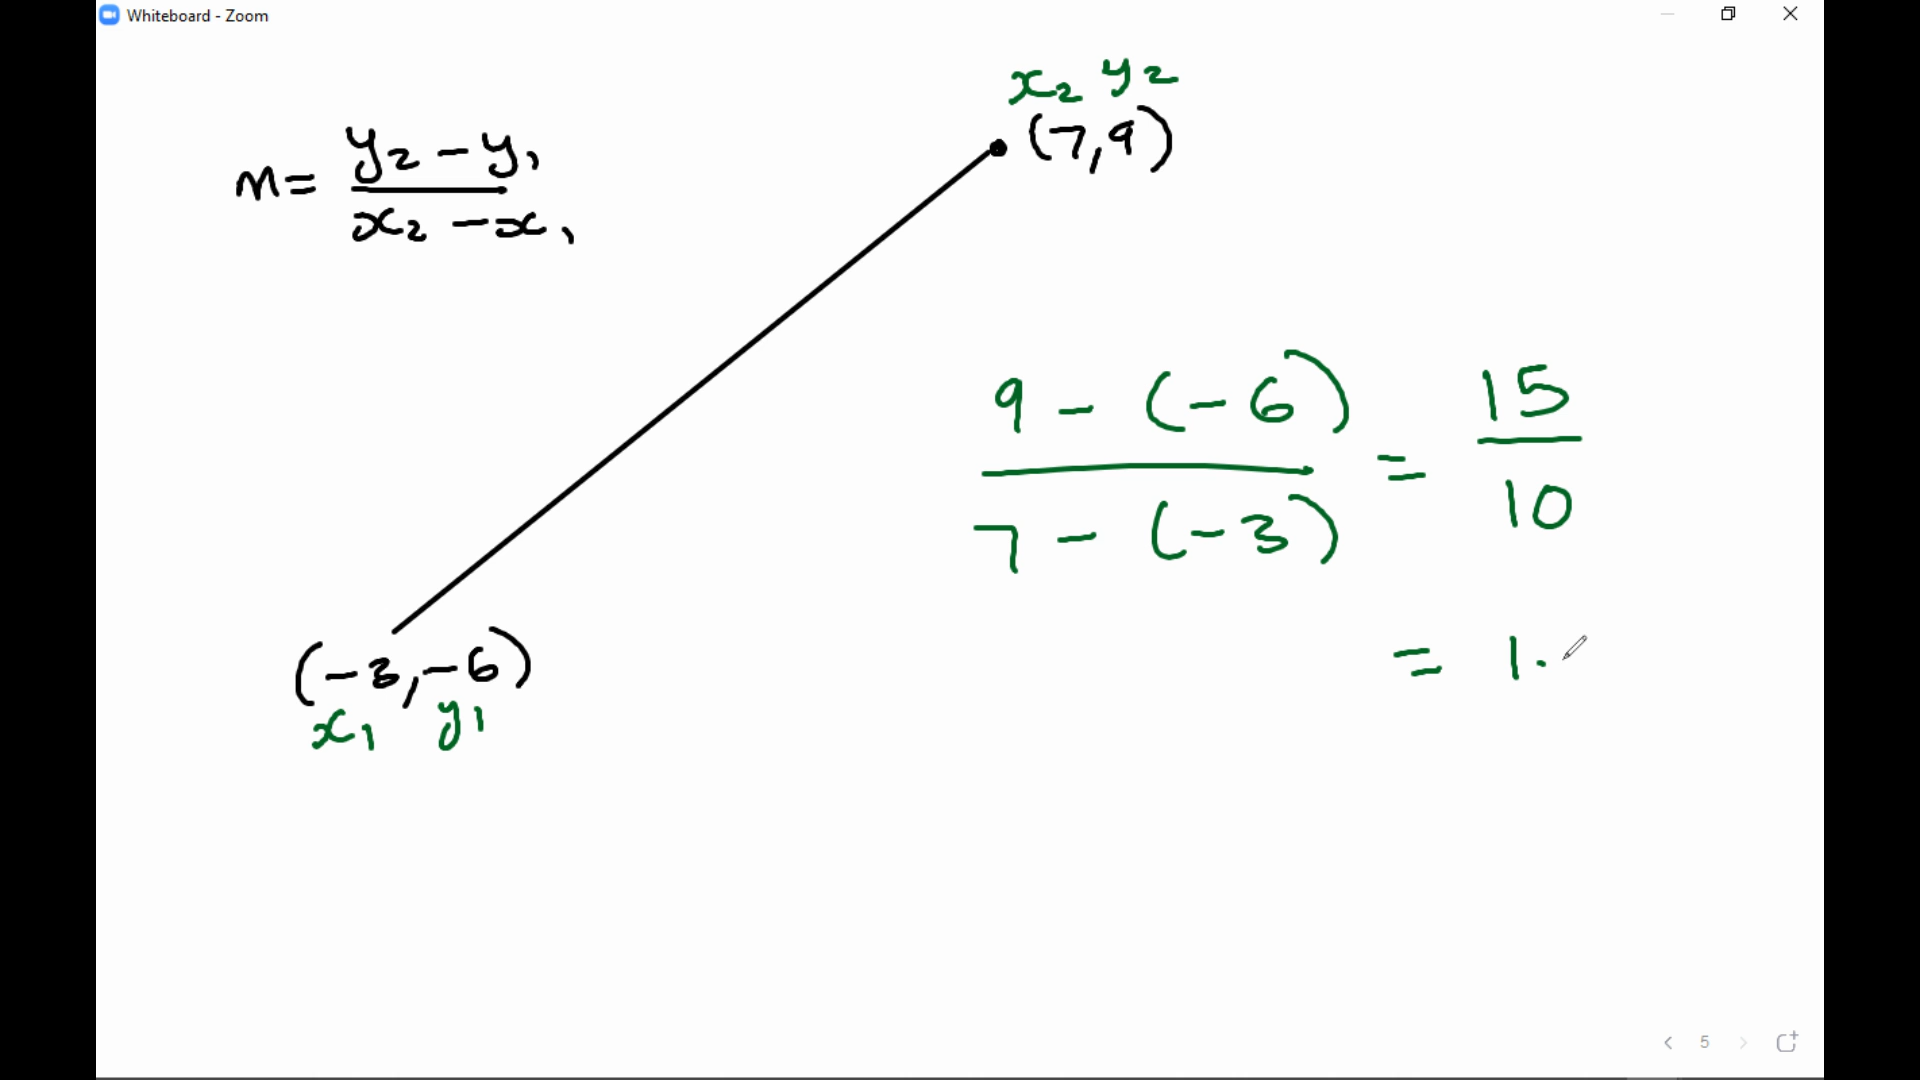 Whiteboard - Zoom
x₂ y₂
(7,9)
m = y₂ - y₁ / x₂ - x₁
9 - (-6) / 7 - (-3) = 15 / 10
= 1.
(-3,-6)
x₁ y₁
5